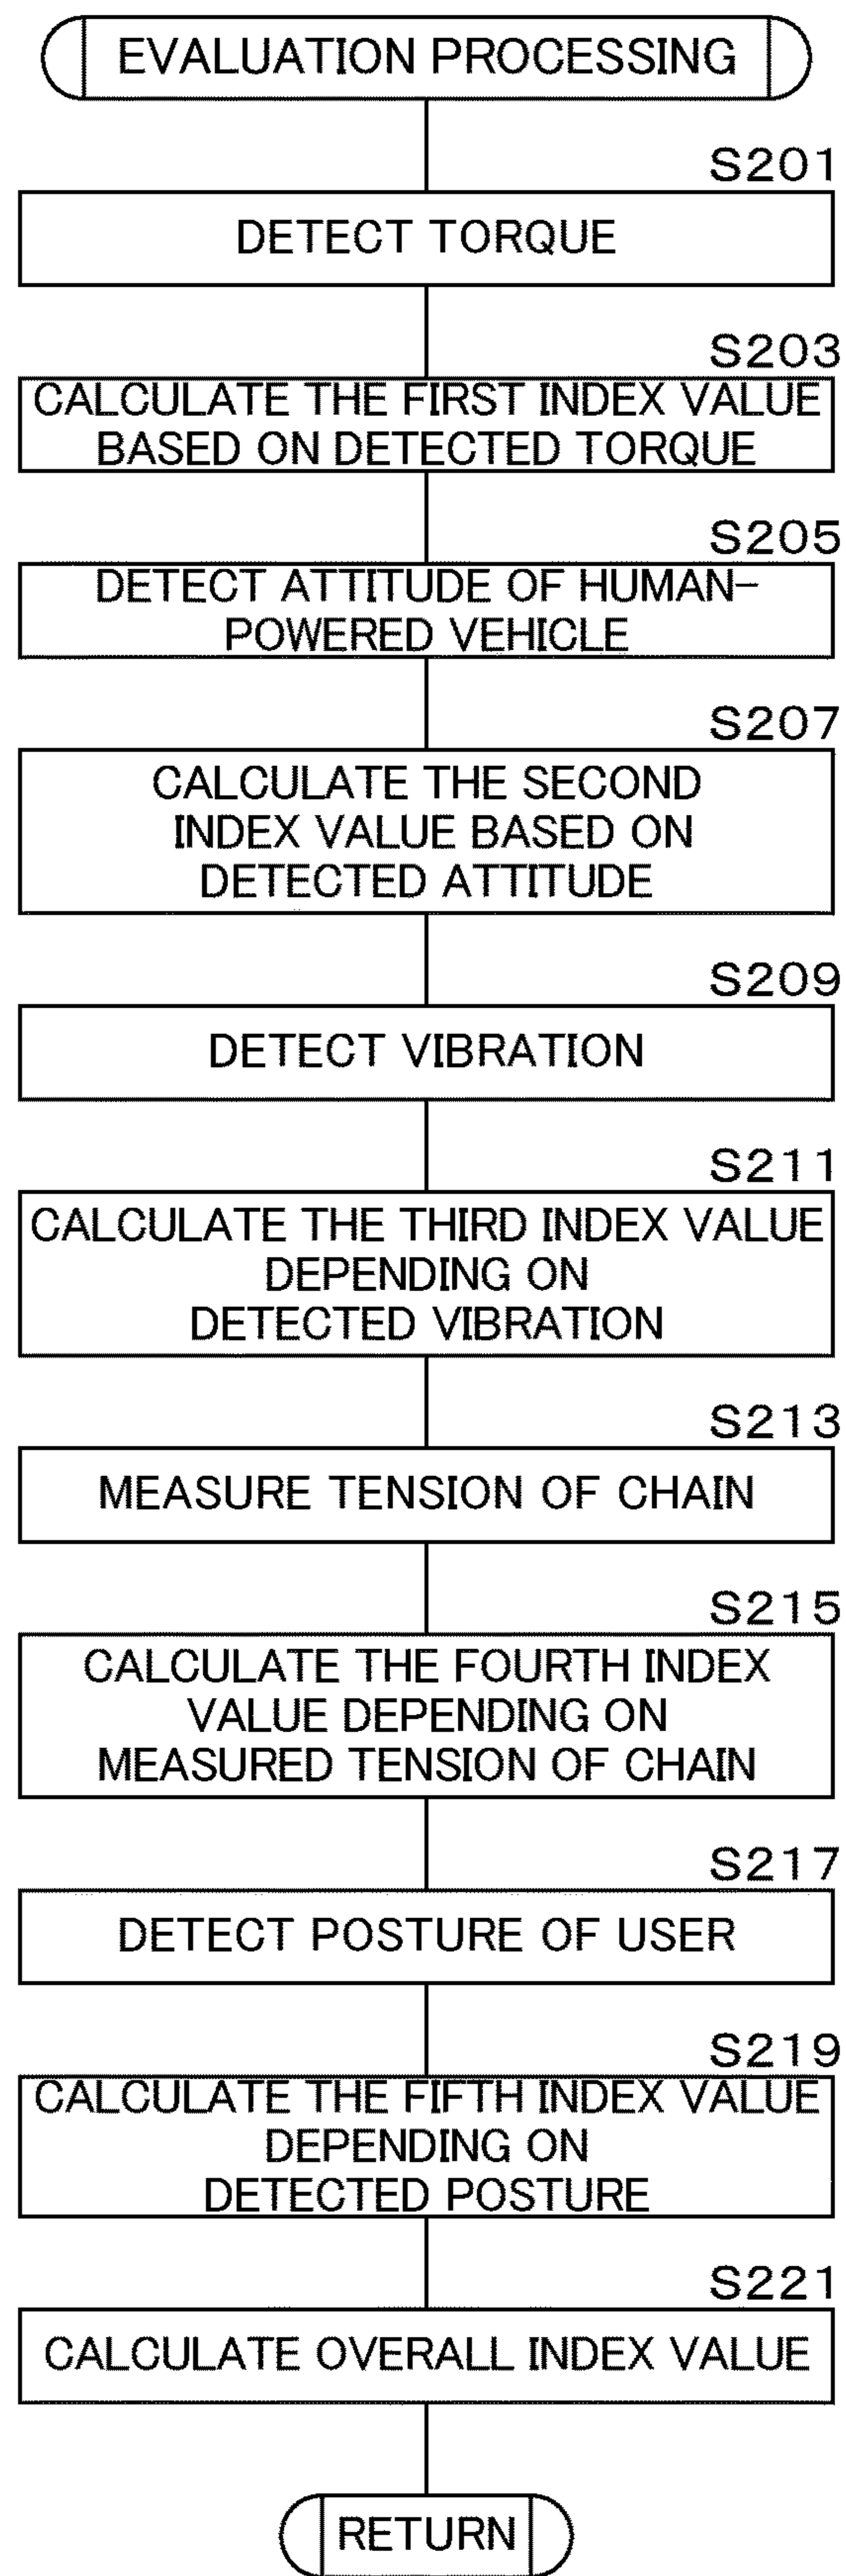 EVALUATION PROCESSING
S201
DETECT TORQUE
S203
CALCULATE THE FIRST INDEX VALUE
BASED ON DETECTED TORQUE
S205
DETECT ATTITUDE OF HUMAN-
POWERED VEHICLE
S207
CALCULATE THE SECOND
INDEX VALUE BASED ON
DETECTED ATTITUDE
S209
DETECT VIBRATION
S211
CALCULATE THE THIRD INDEX VALUE
DEPENDING ON
DETECTED VIBRATION
S213
MEASURE TENSION OF CHAIN
S215
CALCULATE THE FOURTH INDEX
VALUE DEPENDING ON
MEASURED TENSION OF CHAIN
S217
DETECT POSTURE OF USER
S219
CALCULATE THE FIFTH INDEX VALUE
DEPENDING ON
DETECTED POSTURE
S221
CALCULATE OVERALL INDEX VALUE
RETURN